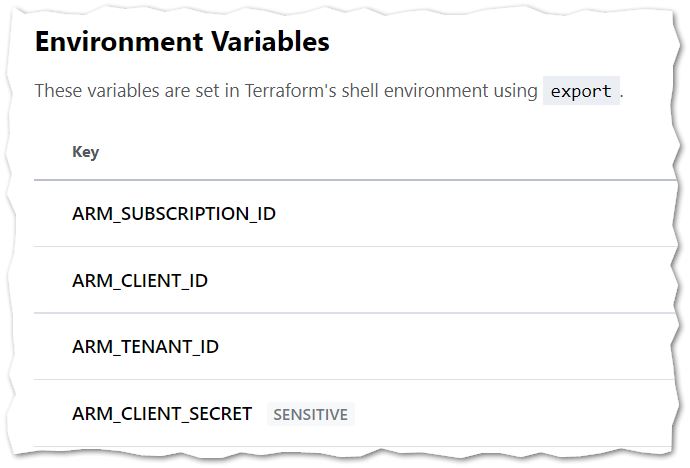 Environment Variables
These variables are set in Terraform's shell environment using export.
Key
ARM_SUBSCRIPTION_ID
ARM_CLIENT_ID
ARM_TENANT_ID
ARM_CLIENT_SECRET SENSITIVE